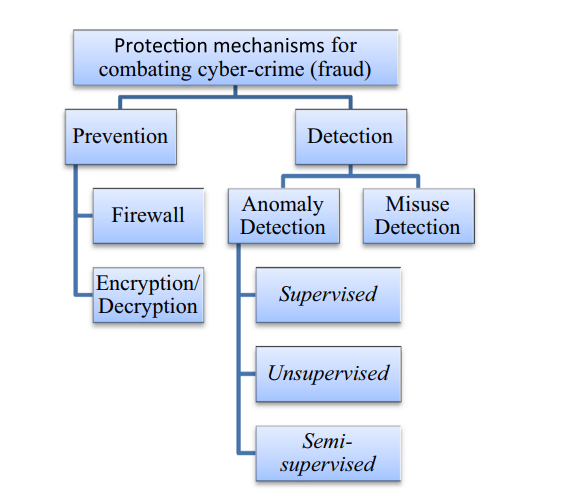 Protection mechanisms for
combating cyber-crime (fraud)
Prevention
Detection
Firewall
Encryption/
Decryption
Anomaly
Detection
Misuse
Detection
Supervised
Unsupervised
Semi-
supervised